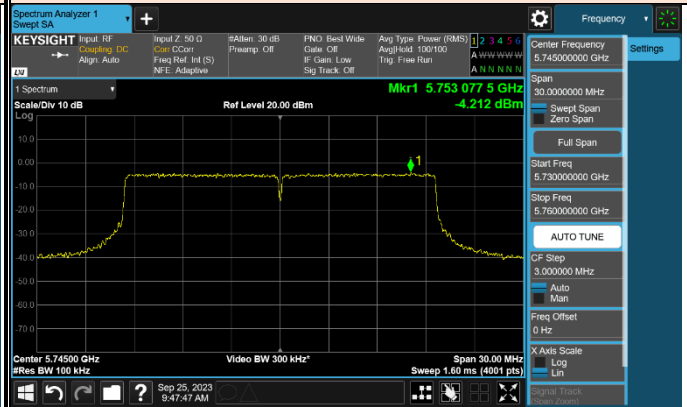 Spectrum Analyzer 1
Swept SA
+
Frequency
KEYSIGHT
Input: RF
Coupling: DC
Align: Auto
Input Z: 50 Ω
Corr CCorr
Freq Ref: Int (S)
NFE: Adaptive
#Atten: 30 dB
Preamp: Off
PNO: Best Wide
Gate: Off
IF Gain: Low
Sig Track: Off
Avg Type: Power (RMS)
Avg|Hold: 100/100
Trig: Free Run
1 2 3 4 5 6
A W W W W W
A N N N N N
LXI
1 Spectrum
Scale/Div 10 dB
Ref Level 20.00 dBm
Mkr1 5.753 077 5 GHz
-4.212 dBm
Log
10.0
0.00
-10.0
-20.0
-30.0
-40.0
-50.0
-60.0
-70.0
1
Center 5.74500 GHz
#Res BW 100 kHz
Video BW 300 kHz*
Span 30.00 MHz
Sweep 1.60 ms (4001 pts)
Sep 25, 2023
9:47:47 AM
?
Center Frequency
5.745000000 GHz
Settings
Span
30.0000000 MHz
Swept Span
Zero Span
Full Span
Start Freq
5.730000000 GHz
Stop Freq
5.760000000 GHz
AUTO TUNE
CF Step
3.000000 MHz
Auto
Man
Freq Offset
0 Hz
X Axis Scale
Log
Lin
Signal Track
(Span Zoom)